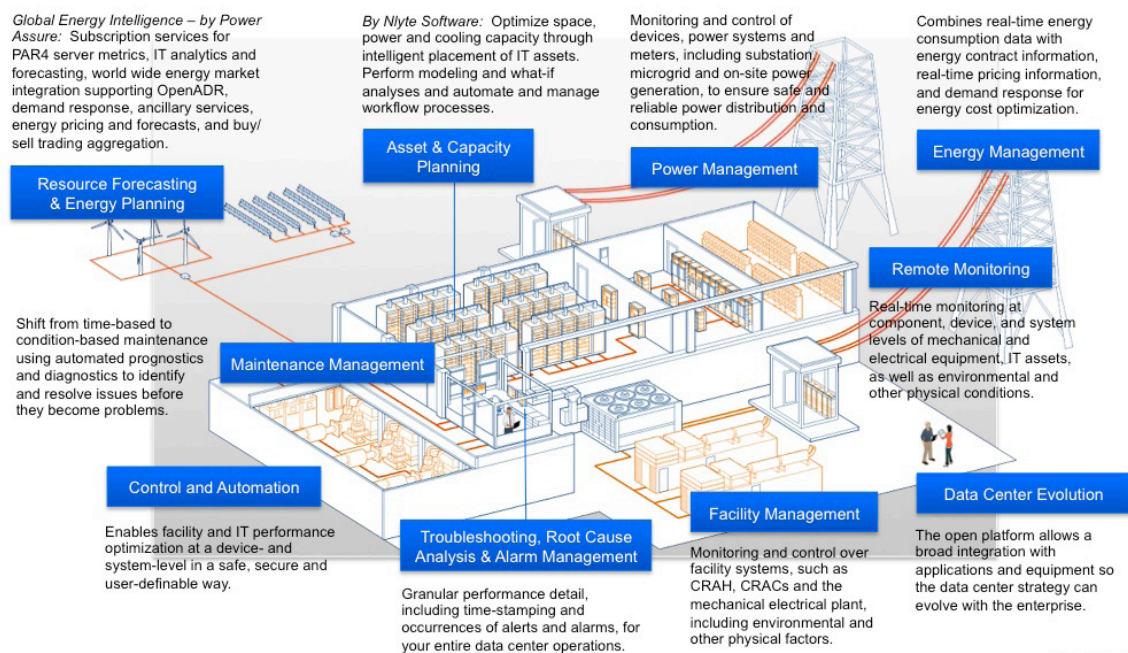 Global Energy Intelligence – by Power
Assure: Subscription services for
PAR4 server metrics, IT analytics and
forecasting, world wide energy market
integration supporting OpenADR,
demand response, ancillary services,
energy pricing and forecasts, and buy/
sell trading aggregation.
Resource Forecasting
& Energy Planning
By Nlyte Software: Optimize space,
power and cooling capacity through
intelligent placement of IT assets.
Perform modeling and what-if
analyses and automate and manage
workflow processes.
Asset & Capacity
Planning
Monitoring and control of
devices, power systems and
meters, including substation,
microgrid and on-site power
generation, to ensure safe and
reliable power distribution and
consumption.
Power Management
Combines real-time energy
consumption data with
energy contract information,
real-time pricing information,
and demand response for
energy cost optimization.
Energy Management
Remote Monitoring
Real-time monitoring at
component, device, and system
levels of mechanical and
electrical equipment, IT assets,
as well as environmental and
other physical conditions.
Shift from time-based to
condition-based maintenance
using automated prognostics
and diagnostics to identify
and resolve issues before
they become problems.
Maintenance Management
Control and Automation
Enables facility and IT performance
optimization at a device- and
system-level in a safe, secure and
user-definable way.
Troubleshooting, Root Cause
Analysis & Alarm Management
Granular performance detail,
including time-stamping and
occurrences of alerts and alarms, for
your entire data center operations.
Facility Management
Monitoring and control over
facility systems, such as
CRAH, CRACs and the
mechanical electrical plant,
including environmental and
other physical factors.
Data Center Evolution
The open platform allows a
broad integration with
applications and equipment so
the data center strategy can
evolve with the enterprise.